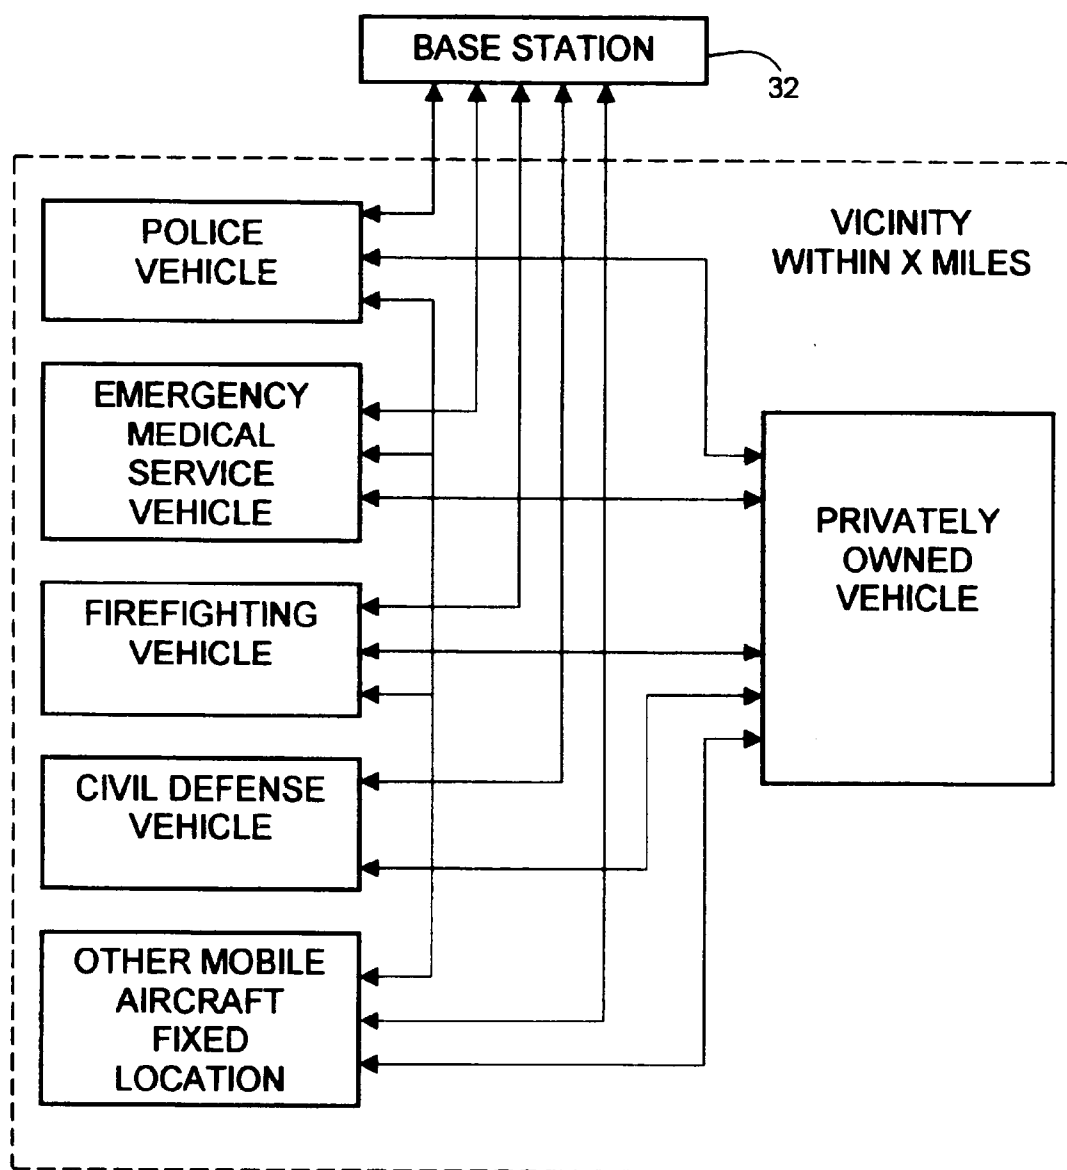 BASE STATION
32
POLICE
VEHICLE
VICINITY
WITHIN X MILES
EMERGENCY
MEDICAL
SERVICE
VEHICLE
PRIVATELY
OWNED
VEHICLE
FIREFIGHTING
VEHICLE
CIVIL DEFENSE
VEHICLE
OTHER MOBILE
AIRCRAFT
FIXED
LOCATION